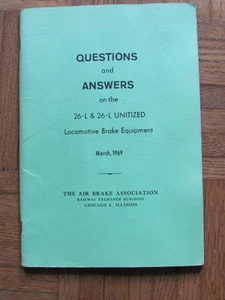 QUESTIONS
and
ANSWERS
on the
26-L & 26-L UNITIZED
Locomotive Brake Equipment
March, 1969
THE AIR BRAKE ASSOCIATION
RAILWAY EXCHANGE BUILDING
CHICAGO 4, ILLINOIS